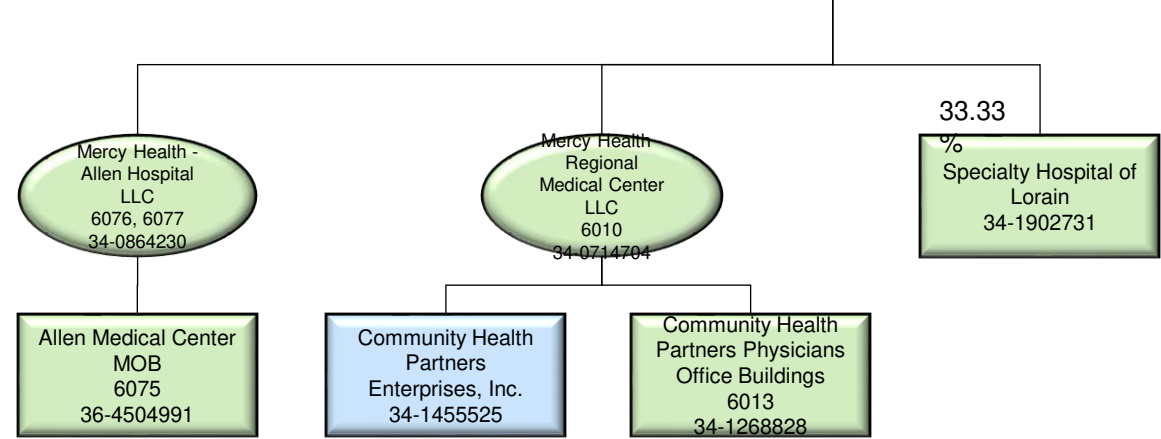 Mercy Health -
Allen Hospital
LLC
6076, 6077
34-0864230
Mercy Health
Regional
Medical Center
LLC
6010
34-0714704
33.33
%
Specialty Hospital of
Lorain
34-1902731
Allen Medical Center
MOB
6075
36-4504991
Community Health
Partners
Enterprises, Inc.
34-1455525
Community Health
Partners Physicians
Office Buildings
6013
34-1268828